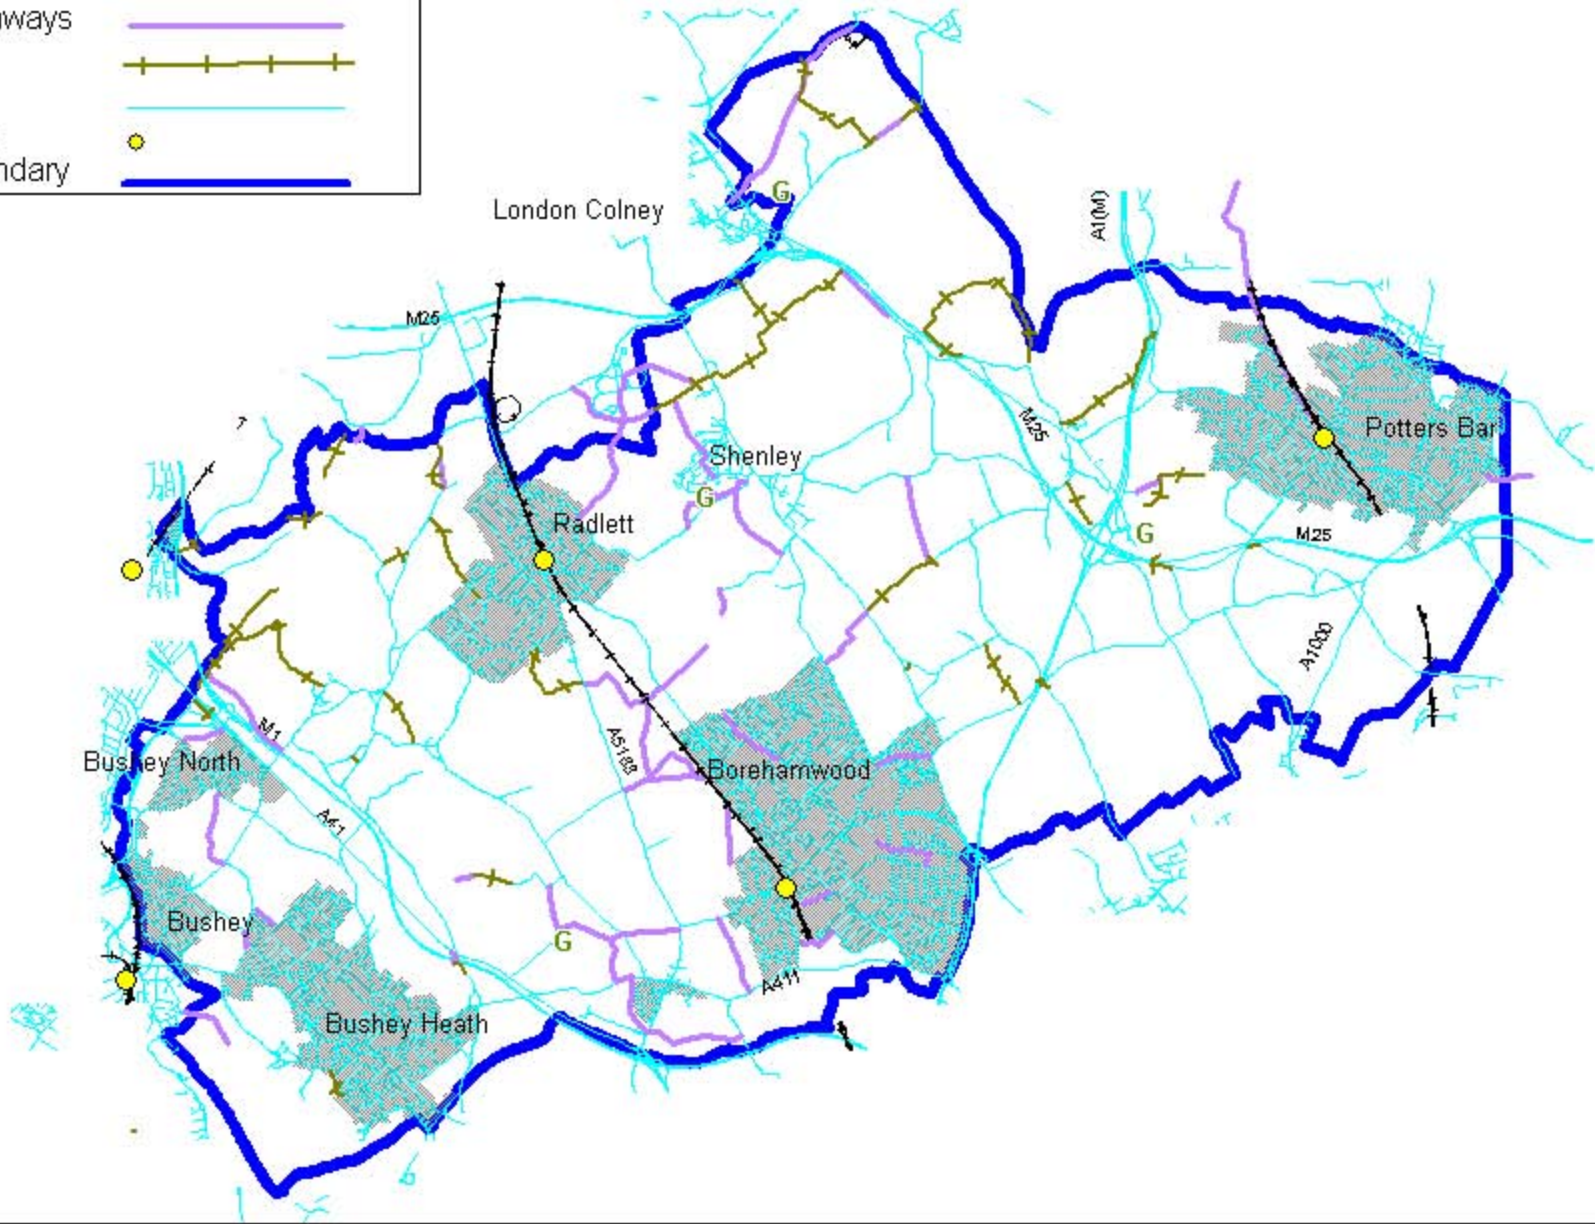 ways
ndary
London Colney
G
A1(M)
M25
Shenley
M25
Potters Bar
G
Radlett
G
M25
A1000
M1
A5183
Bushey North
Borehamwood
A41
Bushey
G
A411
Bushey Heath